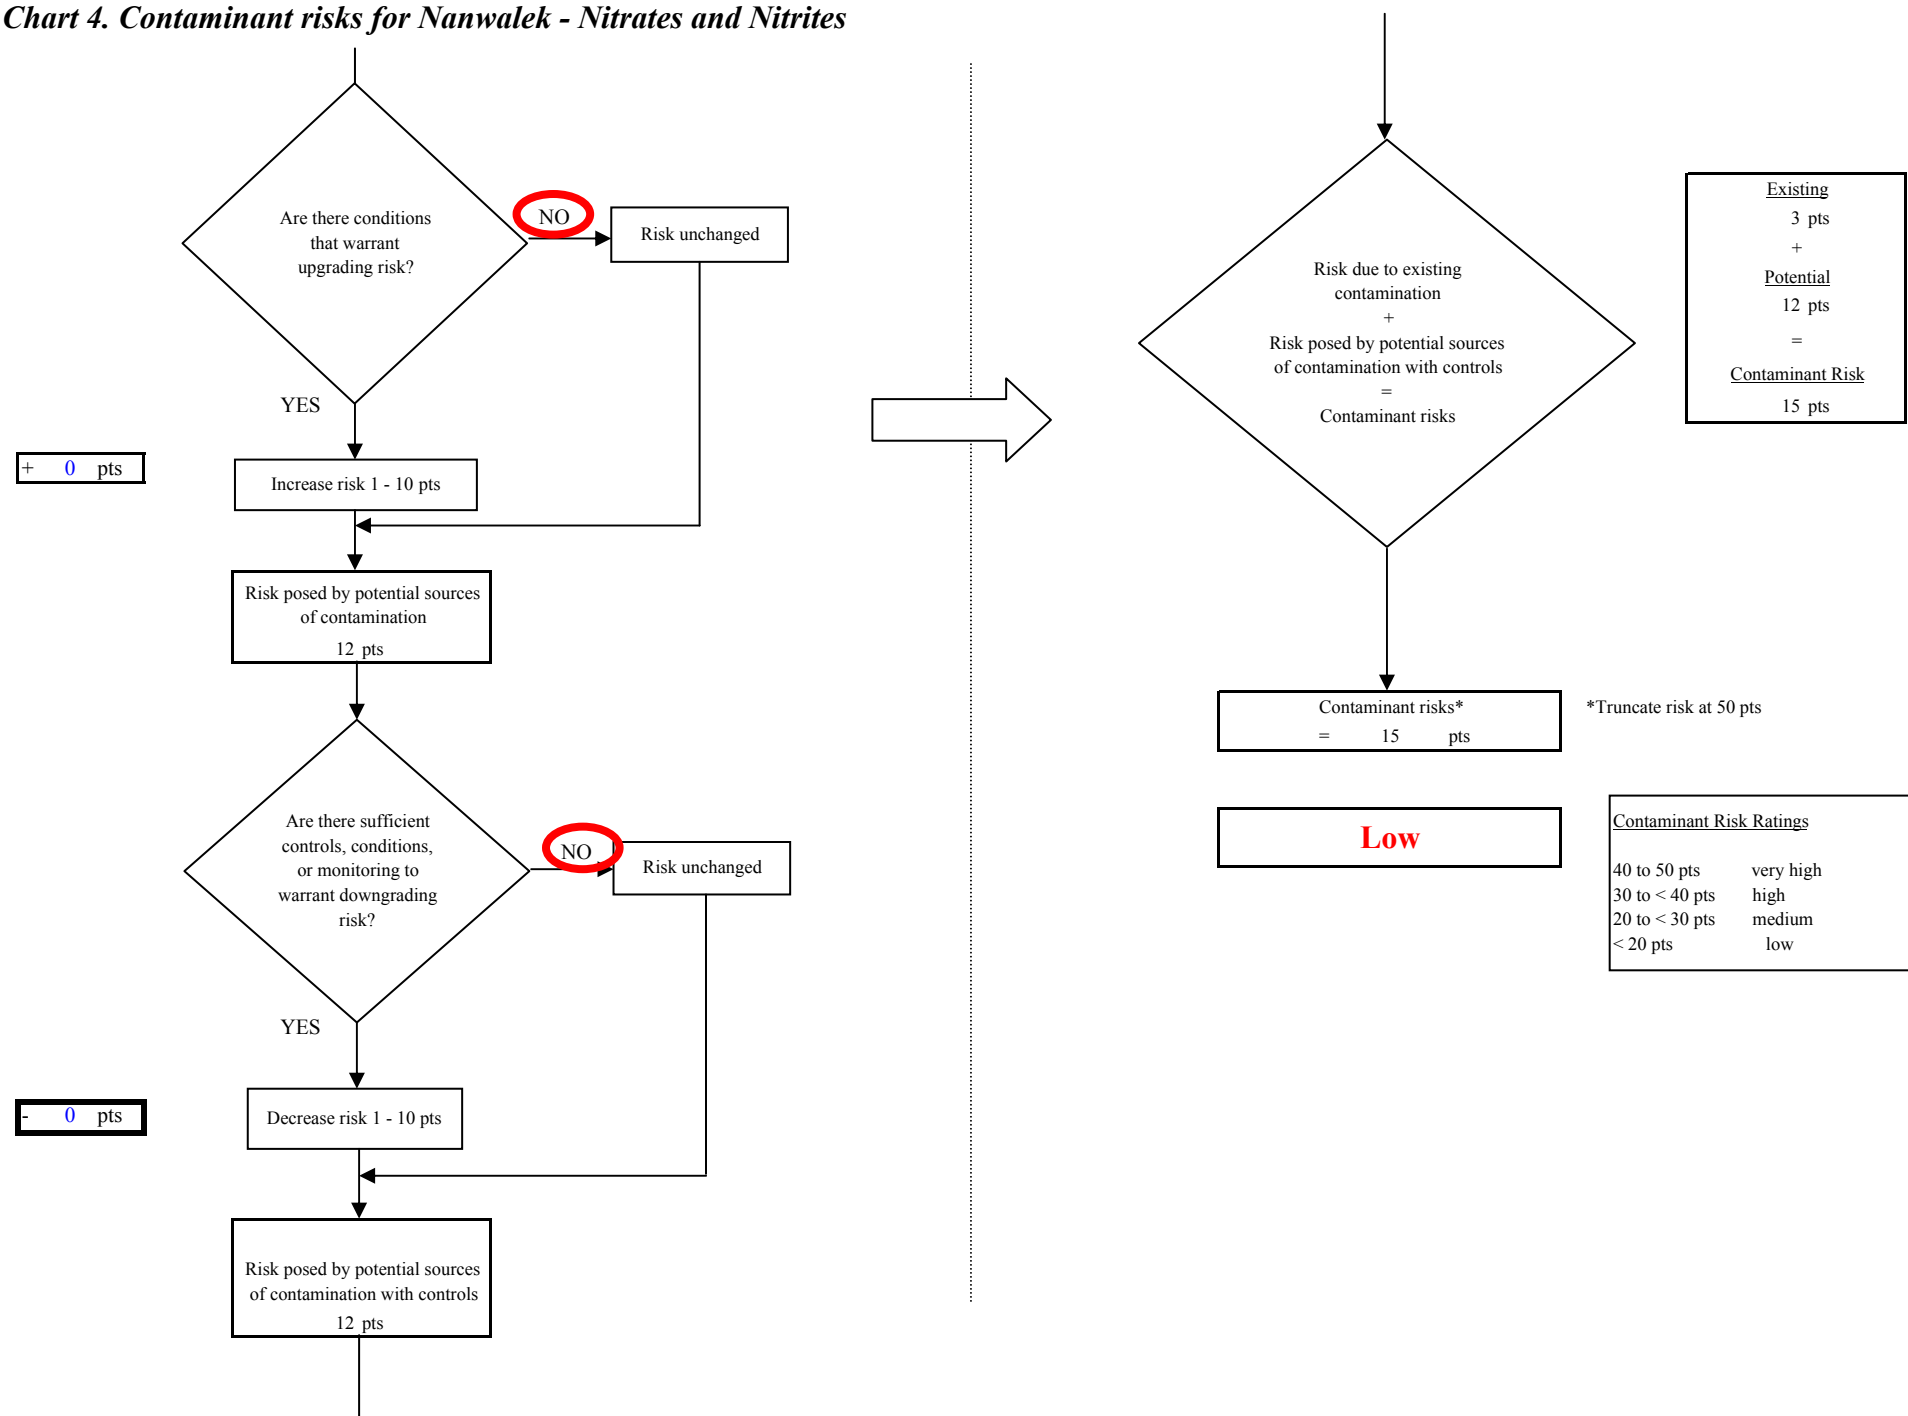 Chart 4. Contaminant risks for Nanwalek - Nitrates and Nitrites
Are there conditions
that warrant
upgrading risk?
NO
Risk unchanged
YES
+ 0 pts
Increase risk 1 - 10 pts
Risk posed by potential sources
of contamination
12 pts
Are there sufficient
controls, conditions,
or monitoring to
warrant downgrading
risk?
NO
Risk unchanged
YES
- 0 pts
Decrease risk 1 - 10 pts
Risk posed by potential sources
of contamination with controls
12 pts
Risk due to existing
contamination
+
Risk posed by potential sources
of contamination with controls
=
Contaminant risks
Existing
3 pts
+
Potential
12 pts
=
Contaminant Risk
15 pts
Contaminant risks*
= 15 pts
*Truncate risk at 50 pts
Low
Contaminant Risk Ratings
40 to 50 pts very high
30 to < 40 pts high
20 to < 30 pts medium
< 20 pts low